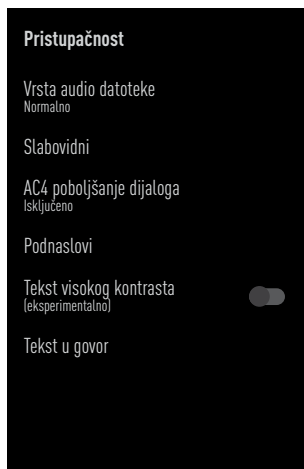 Pristupačnost
Vrsta audio datoteke
Normalno
Slabovidni
AC4 poboljšanje dijaloga
Isključeno
Podnaslovi
Tekst visokog kontrasta
(eksperimentalno)
Tekst u govor